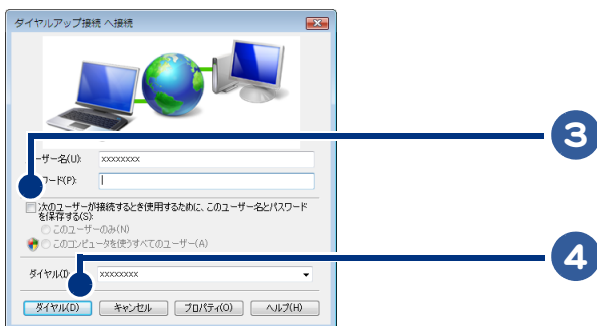 ダイヤルアップ接続 へ接続
ーザー名(U): xxxxxxxx
3
ワード(P):
次のユーザーが接続するとき使用するために、このユーザー名とパスワード
を保存する(S):
このユーザーのみ(N)
このコンピュータを使うすべてのユーザー(A)
4
ダイヤル(I): xxxxxxxx
ダイヤル(D) キャンセル プロパティ(O) ヘルプ(H)